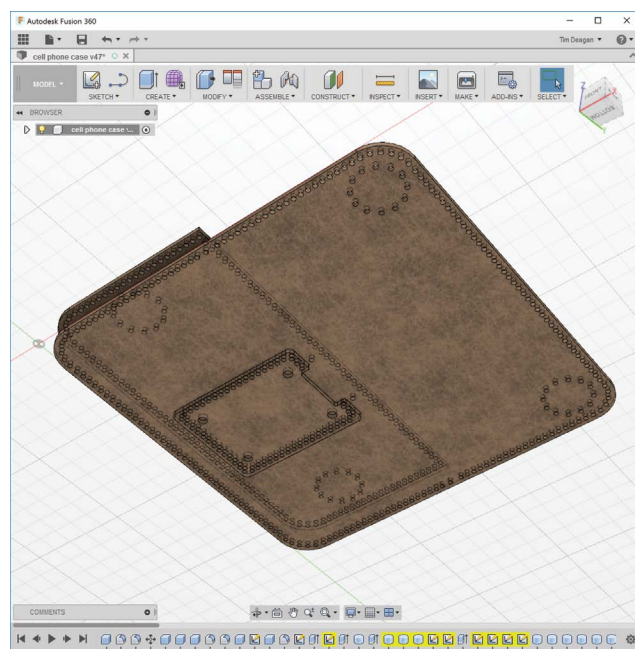 Autodesk Fusion 360
Tim Deagan
cell phone case v47*
MODEL
SKETCH
CREATE
MODIFY
ASSEMBLE
CONSTRUCT
INSPECT
INSERT
MAKE
ADD-INS
SELECT
FRONT
Z
X
Y
BROWSER
cell phone case v...
COMMENTS